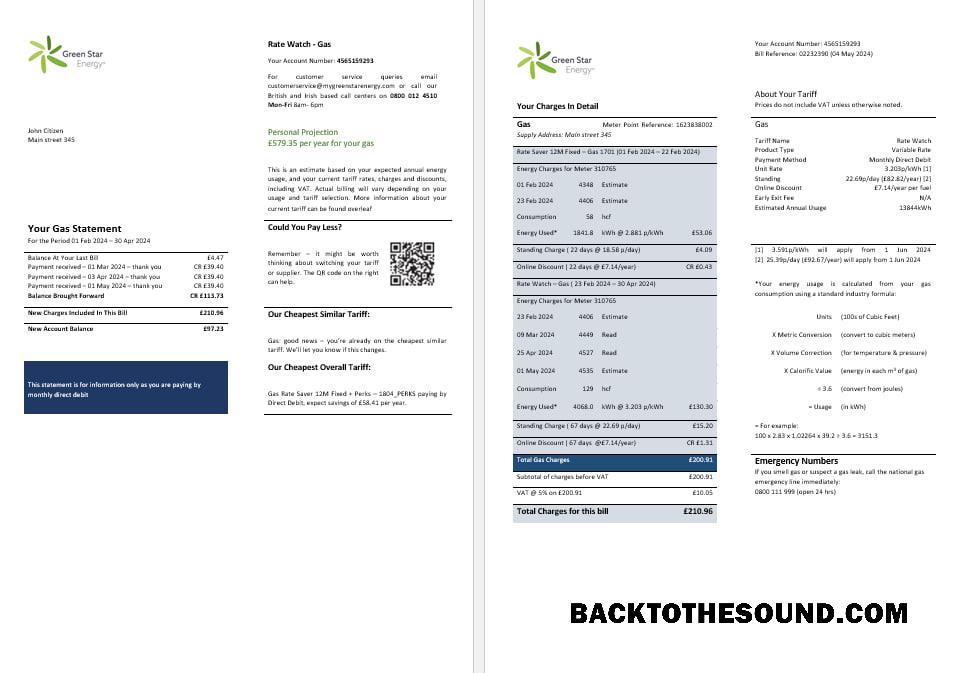 Green Star
Energy
John Citizen
Main street 345
Your Gas Statement
For the Period 01 Feb 2024 – 30 Apr 2024
Balance At Your Last Bill £4.47
Payment received – 01 Mar 2024 – thank you CR £39.40
Payment received – 03 Apr 2024 – thank you CR £39.40
Payment received – 01 May 2024 – thank you CR £39.40
Balance Brought Forward CR £113.73
New Charges Included In This Bill £210.96
New Account Balance £97.23
This statement is for information only as you are paying by
monthly direct debit
Rate Watch - Gas
Your Account Number: 4565159293
For customer service queries email
customerservice@mygreenstarenergy.com or call our
British and Irish based call centers on 0800 012 4510
Mon-Fri 8am- 6pm
Personal Projection
£579.35 per year for your gas
This is an estimate based on your expected annual energy
usage, and your current tariff rates, charges and discounts,
including VAT. Actual billing will vary depending on your
usage and tariff selection. More information about your
current tariff can be found overleaf
Could You Pay Less?
Remember – it might be worth
thinking about switching your tariff
or supplier. The QR code on the right
can help.
Our Cheapest Similar Tariff:
Gas: good news – you're already on the cheapest similar
tariff. We'll let you know if this changes.
Our Cheapest Overall Tariff:
Gas Rate Saver 12M Fixed + Perks – 1804_PERKS paying by
Direct Debit, expect savings of £58.41 per year.
Green Star
Energy
Your Charges In Detail
Gas Meter Point Reference: 1623838002
Supply Address: Main street 345
Rate Saver 12M Fixed – Gas 1701 (01 Feb 2024 – 22 Feb 2024)
Energy Charges for Meter 310765
01 Feb 2024 4348 Estimate
23 Feb 2024 4406 Estimate
Consumption 58 hcf
Energy Used* 1841.8 kWh @ 2.881 p/kWh £53.06
Standing Charge ( 22 days @ 18.58 p/day) £4.09
Online Discount ( 22 days @ £7.14/year) CR £0.43
Rate Watch – Gas ( 23 Feb 2024 – 30 Apr 2024)
Energy Charges for Meter 310765
23 Feb 2024 4406 Estimate
09 Mar 2024 4449 Read
25 Apr 2024 4527 Read
01 May 2024 4535 Estimate
Consumption 129 hcf
Energy Used* 4068.0 kWh @ 3.203 p/kWh £130.30
Standing Charge ( 67 days @ 22.69 p/day) £15.20
Online Discount ( 67 days @£7.14/year) CR £1.31
Total Gas Charges £200.91
Subtotal of charges before VAT £200.91
VAT @ 5% on £200.91 £10.05
Total Charges for this bill £210.96
Your Account Number: 4565159293
Bill Reference: 02232390 (04 May 2024)
About Your Tariff
Prices do not include VAT unless otherwise noted.
Gas
Tariff Name Rate Watch
Product Type Variable Rate
Payment Method Monthly Direct Debit
Unit Rate 3.203p/kWh [1]
Standing 22.69p/day (£82.82/year) [2]
Online Discount £7.14/year per fuel
Early Exit Fee N/A
Estimated Annual Usage 13844kWh
[1] 3.591p/kWh will apply from 1 Jun 2024
[2] 25.39p/day (£92.67/year) will apply from 1 Jun 2024
*Your energy usage is calculated from your gas
consumption using a standard industry formula:
Units (100s of Cubic Feet)
X Metric Conversion (convert to cubic meters)
X Volume Correction (for temperature & pressure)
X Calorific Value (energy in each m³ of gas)
÷ 3.6 (convert from joules)
= Usage (in kWh)
= For example:
100 x 2.83 x 1.02264 x 39.2 ÷ 3.6 = 3151.3
Emergency Numbers
If you smell gas or suspect a gas leak, call the national gas
emergency line immediately:
0800 111 999 (open 24 hrs)
BACKTOTHESOUND.COM